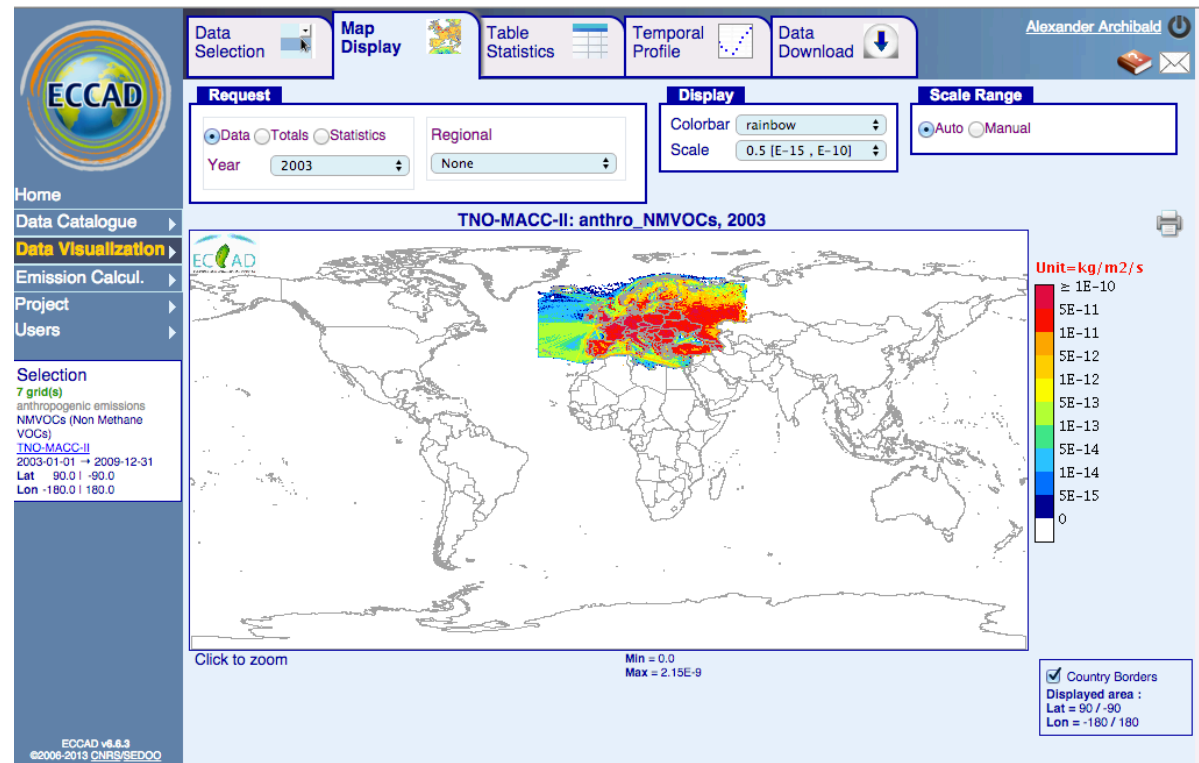 ECCAD
Data Selection
Map Display
Table Statistics
Temporal Profile
Data Download
Alexander Archibald
Request
Data Totals Statistics
Year 2003
Regional
None
Display
Colorbar rainbow
Scale 0.5 [E-15 , E-10]
Scale Range
Auto Manual
Home
Data Catalogue
Data Visualization
Emission Calcul.
Project
Users
Selection
7 grid(s)
anthropogenic emissions
NMVOCs (Non Methane
VOCs)
TNO-MACC-II
2003-01-01 → 2009-12-31
Lat 90.0 | -90.0
Lon -180.0 | 180.0
TNO-MACC-II: anthro_NMVOCs, 2003
ECCAD
Unit=kg/m2/s
≥ 1E-10
5E-11
1E-11
5E-12
1E-12
5E-13
1E-13
5E-14
1E-14
5E-15
0
Click to zoom
Min = 0.0
Max = 2.15E-9
Country Borders
Displayed area :
Lat = 90 / -90
Lon = -180 / 180
ECCAD v6.6.3
©2006-2013 CNRS/SEDOO